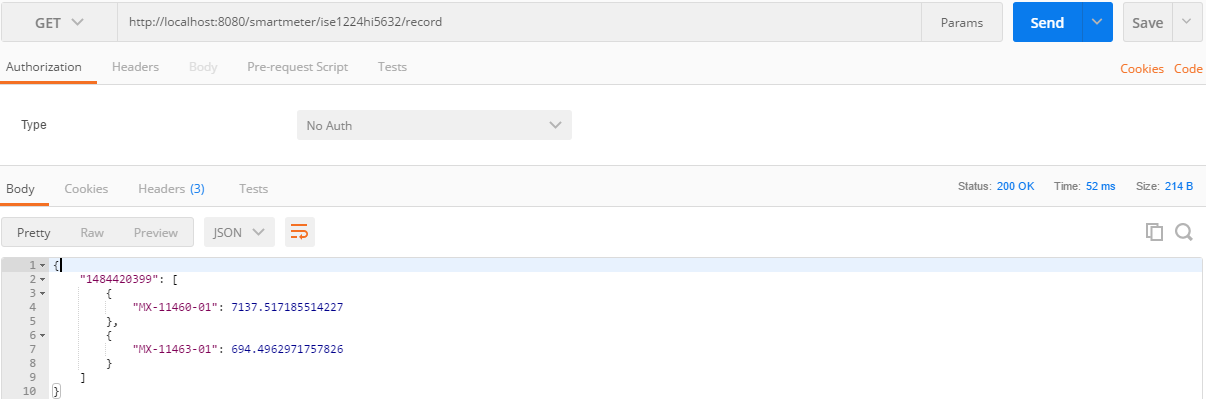 GET http://localhost:8080/smartmeter/ise1224hi5632/record Params Send Save
Authorization Headers Body Pre-request Script Tests Cookies Code
Type No Auth
Body Cookies Headers (3) Tests Status: 200 OK Time: 52 ms Size: 214 B
Pretty Raw Preview JSON
1 {
2 "1484420399": [
3 {
4 "MX-11460-01": 7137.517185514227
5 },
6 {
7 "MX-11463-01": 694.4962971757826
8 }
9 ]
10 }